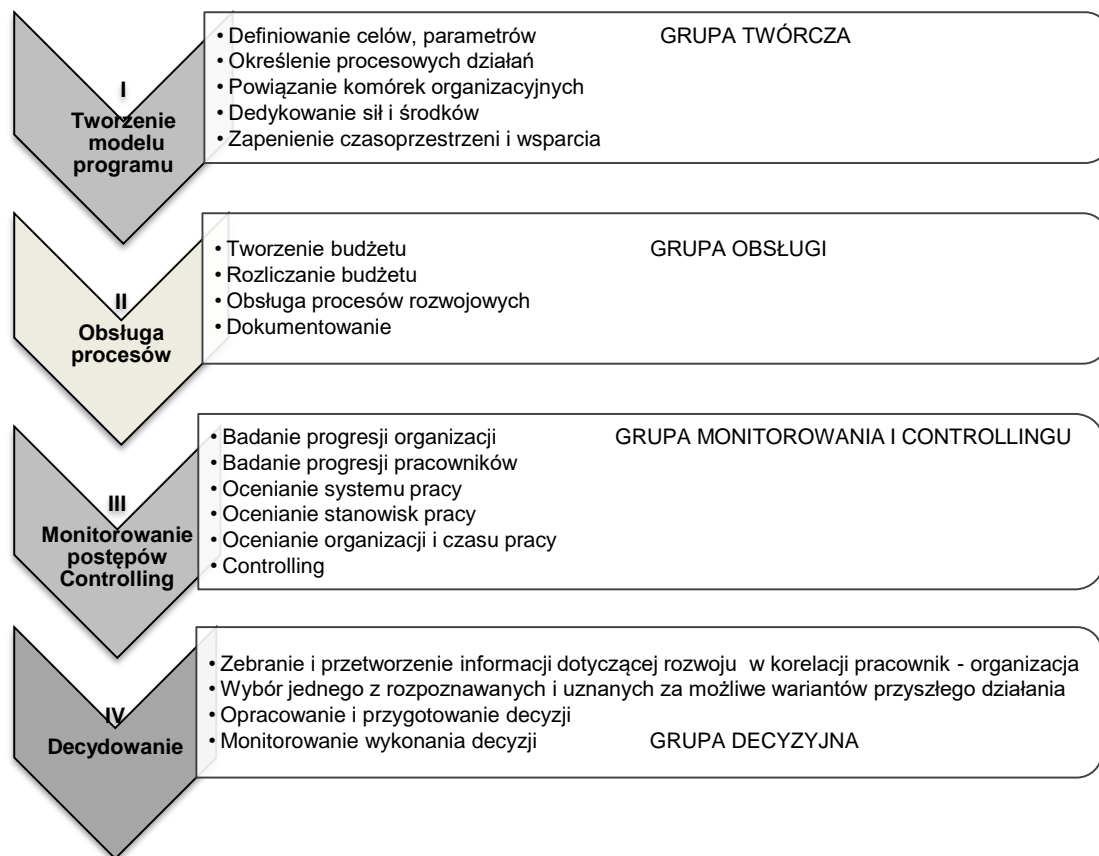 I
Tworzenie
modelu
programu
• Definiowanie celów, parametrów GRUPA TWÓRCZA
• Określenie procesowych działań
• Powiązanie komórek organizacyjnych
• Dedykowanie sił i środków
• Zapenienie czasoprzestrzeni i wsparcia
II
Obsługa
procesów
• Tworzenie budżetu GRUPA OBSŁUGI
• Rozliczanie budżetu
• Obsługa procesów rozwojowych
• Dokumentowanie
III
Monitorowanie
postępów
Controlling
• Badanie progresji organizacji GRUPA MONITOROWANIA I CONTROLLINGU
• Badanie progresji pracowników
• Ocenianie systemu pracy
• Ocenianie stanowisk pracy
• Ocenianie organizacji i czasu pracy
• Controlling
IV
Decydowanie
• Zebranie i przetworzenie informacji dotyczącej rozwoju w korelacji pracownik - organizacja
• Wybór jednego z rozpoznawanych i uznanych za możliwe wariantów przyszłego działania
• Opracowanie i przygotowanie decyzji
• Monitorowanie wykonania decyzji GRUPA DECYZYJNA